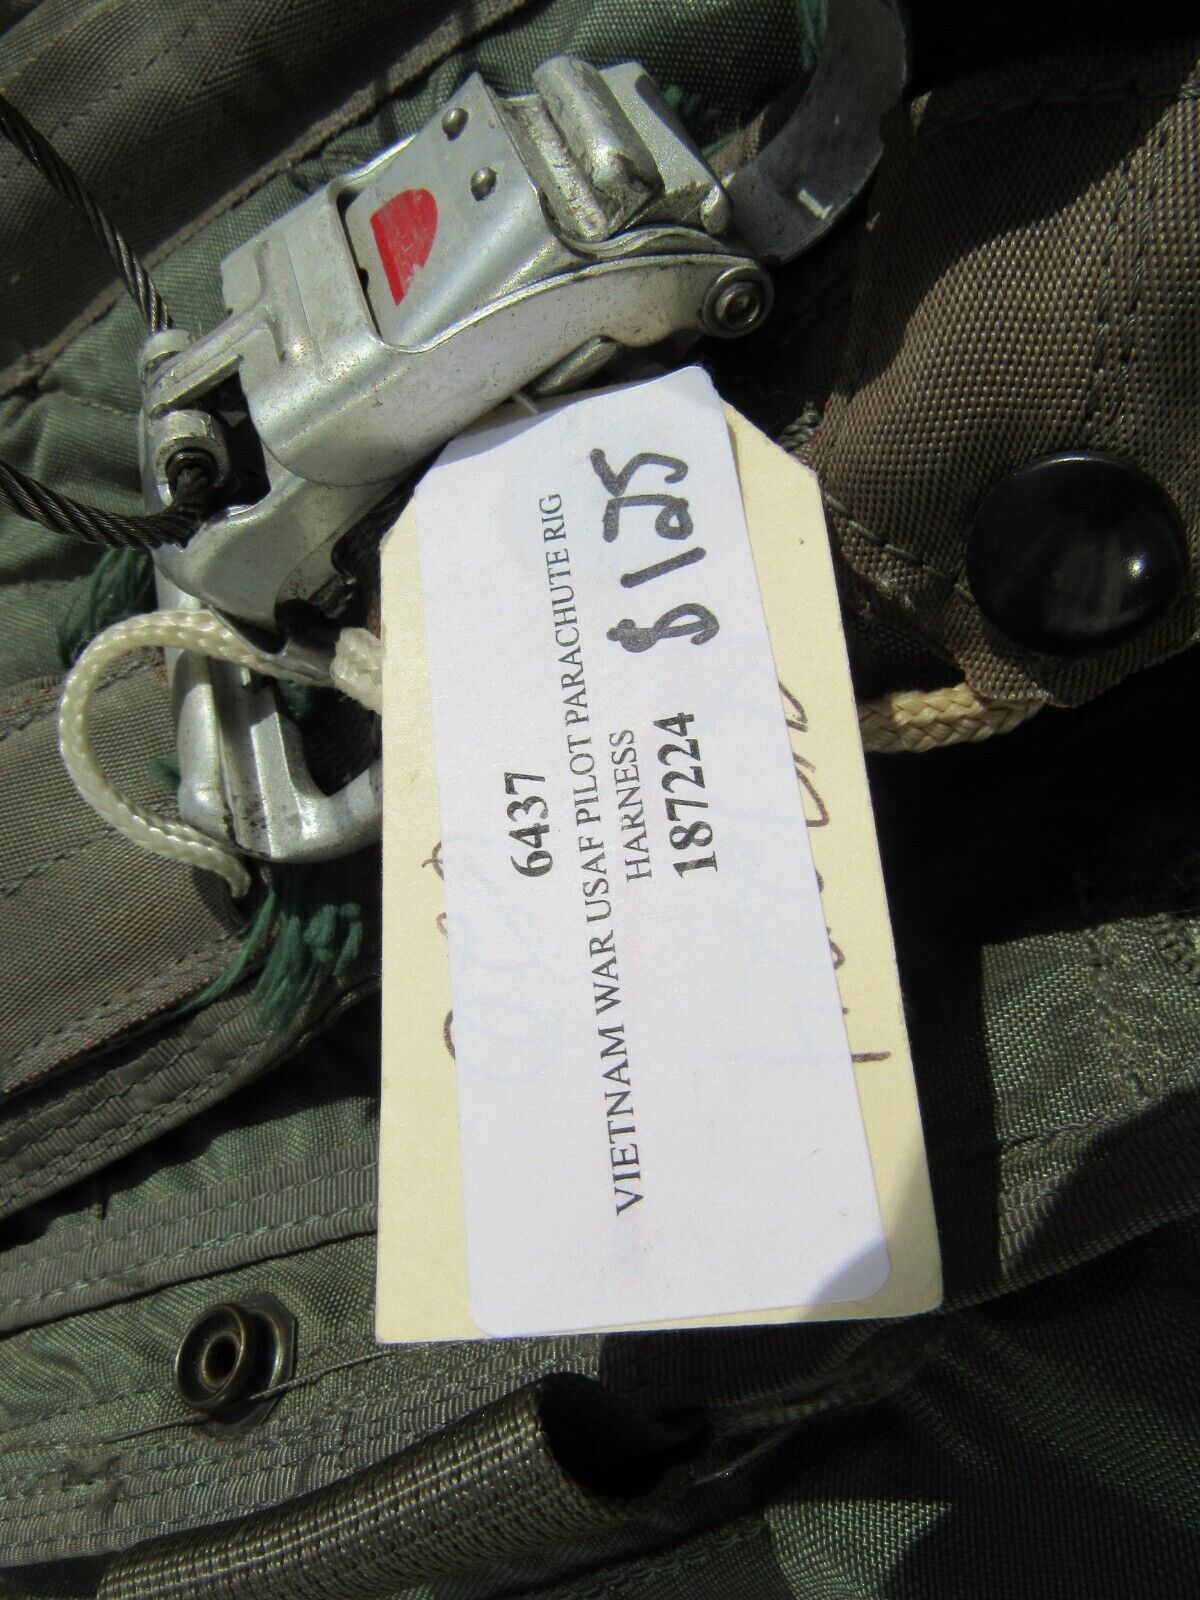 6437
VIETNAM WAR USAF PILOT PARACHUTE RIG
HARNESS
187224 $125